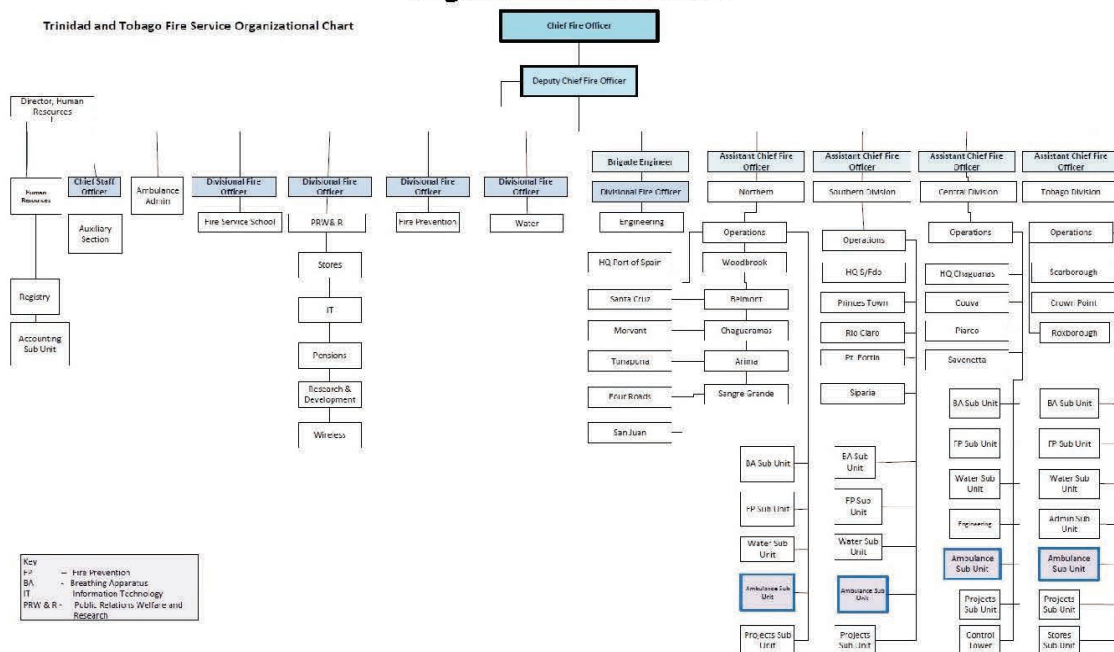 Trinidad and Tobago Fire Service Organizational Chart
Chief Fire Officer
Deputy Chief Fire Officer
Director, Human
Resources
Human
Resources
Registry
Accounting
Sub Unit
Chief Staff
Officer
Auxiliary
Section
Ambulance
Admin
Divisional Fire
Officer
Fire Service School
Divisional Fire
Officer
PRW& R
Stores
IT
Pensions
Research &
Development
Wireless
Divisional Fire
Officer
Fire Prevention
Divisional Fire
Officer
Water
Brigade Engineer
Divisional Fire Officer
Engineering
Assistant Chief Fire
Officer
Northern
Operations
HQ Port of Spain
Santa Cruz
Morvant
Tunapuna
Four Roads
San Juan
Woodbrook
Belmont
Chaguaramas
Arima
Sangre Grande
BA Sub Unit
FP Sub Unit
Water Sub
Unit
Ambulance Sub
Unit
Projects Sub
Unit
Assistant Chief Fire
Officer
Southern Division
Operations
HQ S/Fdo
Princes Town
Rio Claro
Pt. Fortin
Siparia
BA Sub
Unit
FP Sub
Unit
Water Sub
Unit
Ambulance Sub
Unit
Projects
Sub Unit
Assistant Chief Fire
Officer
Central Division
Operations
HQ Chaguanas
Couva
Piarco
Savonetta
BA Sub Unit
FP Sub Unit
Water Sub
Unit
Engineering
Ambulance
Sub Unit
Projects
Sub Unit
Control
Tower
Assistant Chief Fire
Officer
Tobago Division
Operations
Scarborough
Crown Point
Roxborough
BA Sub Unit
FP Sub Unit
Water Sub
Unit
Admin Sub
Unit
Ambulance
Sub Unit
Projects
Sub Unit
Stores
Sub Unit
Key
FP – Fire Prevention
BA - Breathing Apparatus
IT Information Technology
PRW & R - Public Relations Welfare and
Research